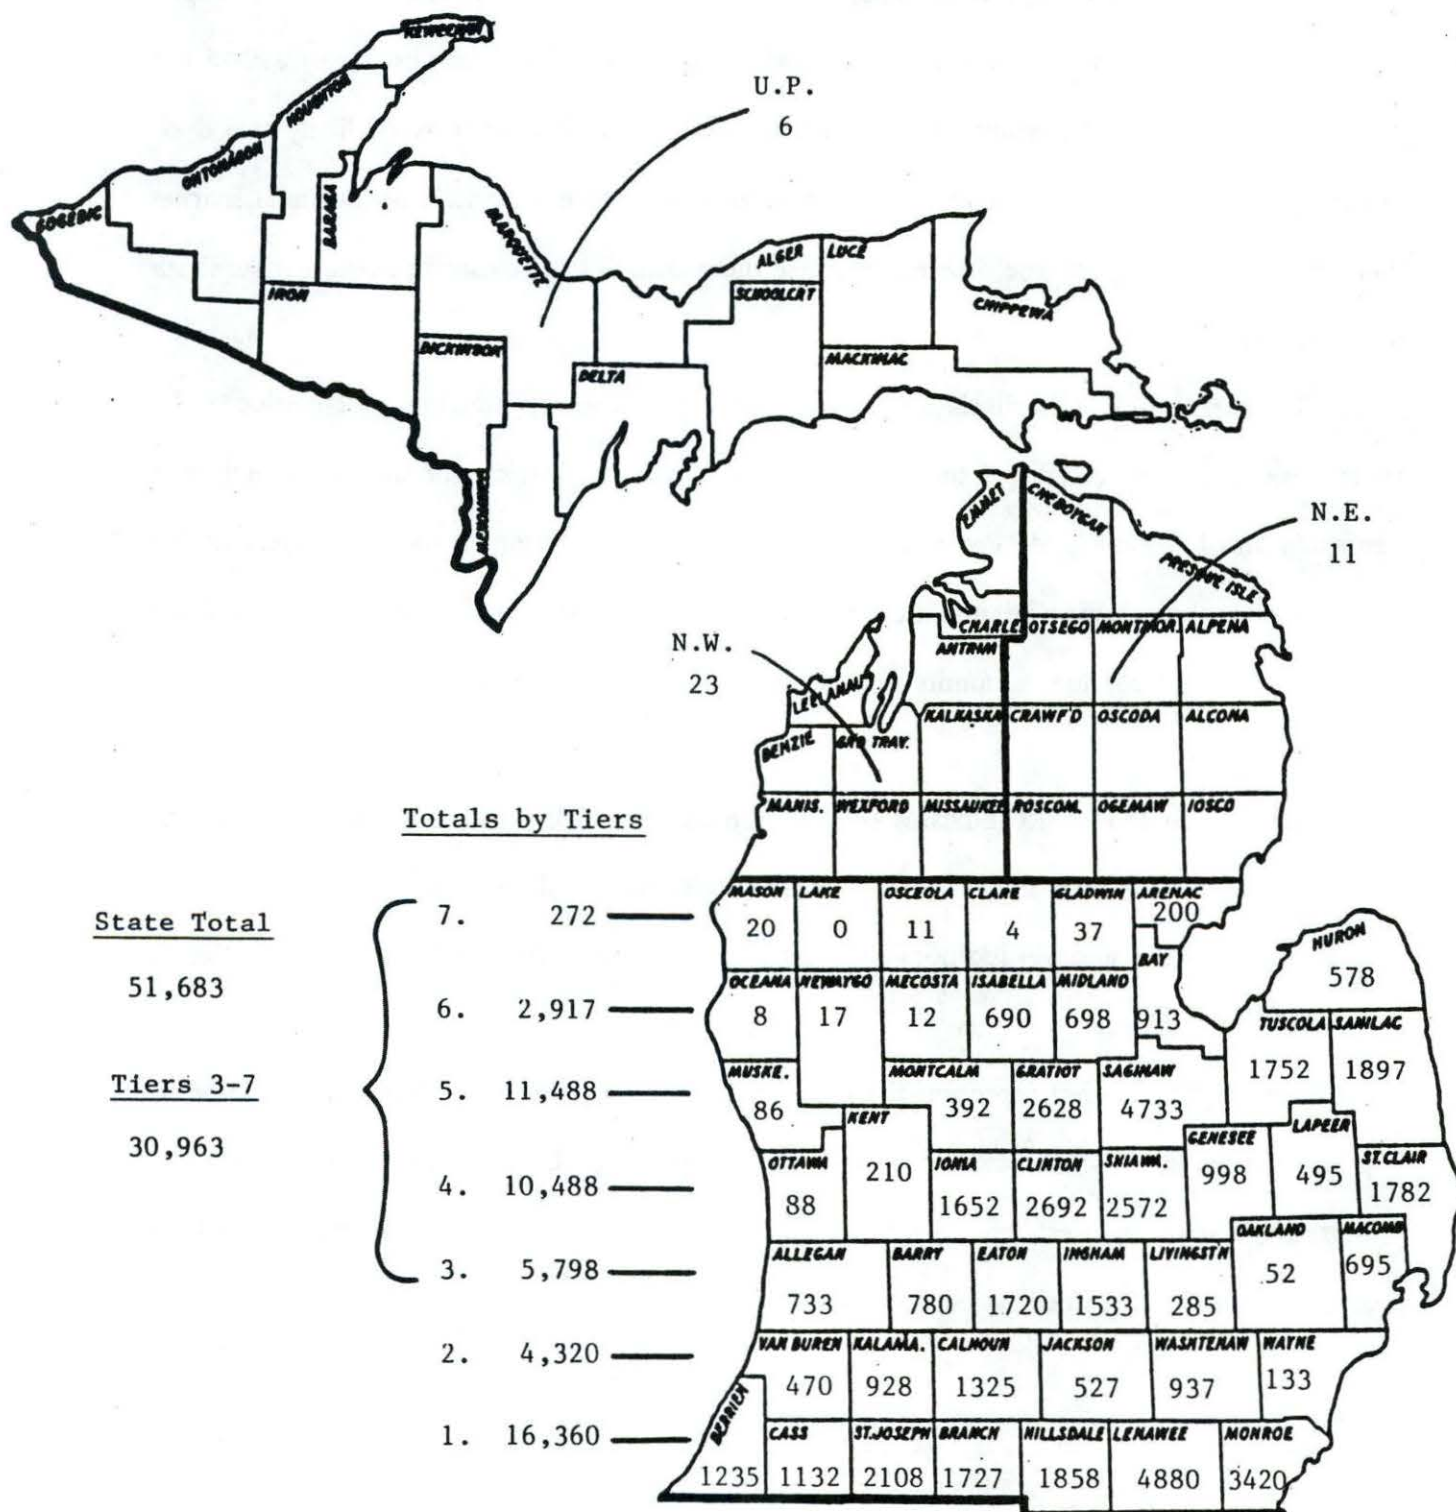 KEWEENAW
HOUGHTON
ONTONAGON
GOGEBIC
BARAGA
MARQUETTE
IRON
DICKINSON
MENOMINEE
DELTA
ALGER
SCHOOLCRT
LUCE
MACKINAC
CHIPPEWA
U.P.
6
N.E.
11
N.W.
23
EMMET
CHEBOYGAN
PRESQUE ISLE
CHARLE
OTSEGO
MONTMOR.
ALPENA
ANTRIM
LEELANAU
KALKASKA
CRAWF'D
OSCODA
ALCONA
BENZIE
GRD TRAV.
MANIS.
WEXFORD
MISSAUKEE
ROSCOM.
OGEMAW
IOSCO
Totals by Tiers
State Total
51,683
Tiers 3-7
30,963
7. 272
6. 2,917
5. 11,488
4. 10,488
3. 5,798
2. 4,320
1. 16,360
MASON
20
LAKE
0
OSCEOLA
11
CLARE
4
GLADWIN
37
ARENAC
200
HURON
578
OCEANA
8
NEWAYGO
17
MECOSTA
12
ISABELLA
690
MIDLAND
698
BAY
913
TUSCOLA
1752
SANILAC
1897
MUSKE.
86
MONTCALM
392
GRATIOT
2628
SAGINAW
4733
OTTAWA
88
KENT
210
IONIA
1652
CLINTON
2692
SHIAWA.
2572
GENESEE
998
LAPEER
495
ST.CLAIR
1782
ALLEGAN
733
BARRY
780
EATON
1720
INGHAM
1533
LIVINGST'N
285
OAKLAND
52
MACOMB
695
VAN BUREN
470
KALAMA.
928
CALHOUN
1325
JACKSON
527
WASHTENAW
937
WAYNE
133
BERRIEN
1235
CASS
1132
ST.JOSEPH
2108
BRANCH
1727
HILLSDALE
1858
LENAWEE
4880
MONROE
3420